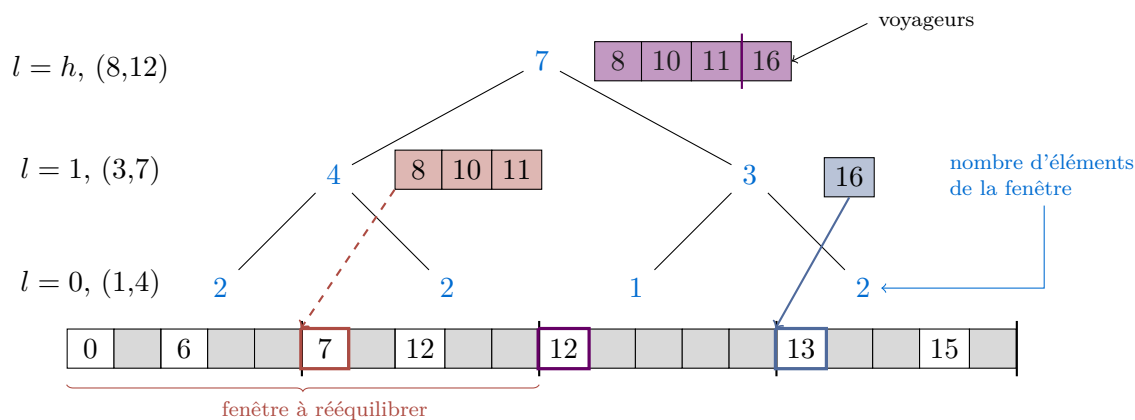 voyageurs
l = h, (8,12)
7
8 10 11 16
l = 1, (3,7)
4
8 10 11
3
16
nombre d'éléments
de la fenêtre
l = 0, (1,4)
2
2
1
2
0 6 7 12 12 13 15
fenêtre à rééquilibrer